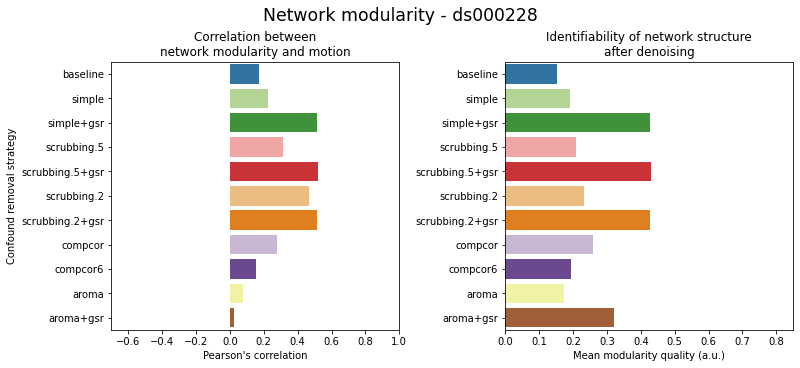 Network modularity - ds000228
Correlation between
network modularity and motion
Confound removal strategy
baseline
simple
simple+gsr
scrubbing.5
scrubbing.5+gsr
scrubbing.2
scrubbing.2+gsr
compcor
compcor6
aroma
aroma+gsr
−0.6 −0.4 −0.2 0.0 0.2 0.4 0.6 0.8 1.0
Pearson's correlation
Identifiability of network structure
after denoising
baseline
simple
simple+gsr
scrubbing.5
scrubbing.5+gsr
scrubbing.2
scrubbing.2+gsr
compcor
compcor6
aroma
aroma+gsr
0.0 0.1 0.2 0.3 0.4 0.5 0.6 0.7 0.8
Mean modularity quality (a.u.)